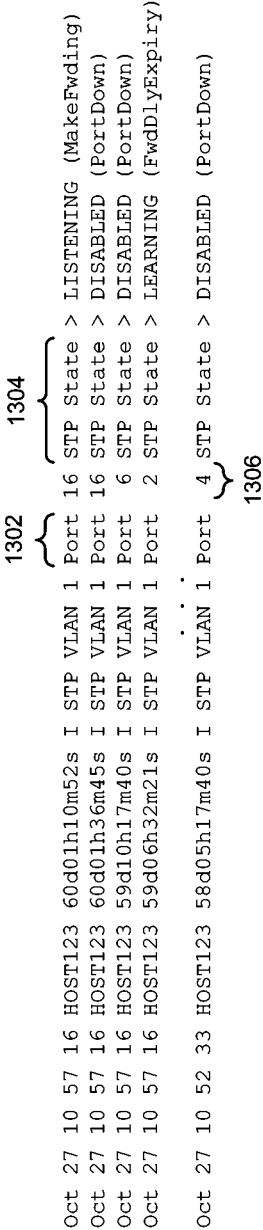 1302
1304
Oct 27 10 57 16 HOST123 60d01h10m52s I STP VLAN 1 Port 16 STP State > LISTENING (MakeFwding)
Oct 27 10 57 16 HOST123 60d01h36m45s I STP VLAN 1 Port 16 STP State > DISABLED (PortDown)
Oct 27 10 57 16 HOST123 59d10h17m40s I STP VLAN 1 Port 6 STP State > DISABLED (PortDown)
Oct 27 10 57 16 HOST123 59d06h32m21s I STP VLAN 1 Port 2 STP State > LEARNING (FwdDlyExpiry)
. . .
Oct 27 10 52 33 HOST123 58d05h17m40s I STP VLAN 1 Port 4 STP State > DISABLED (PortDown)
1306